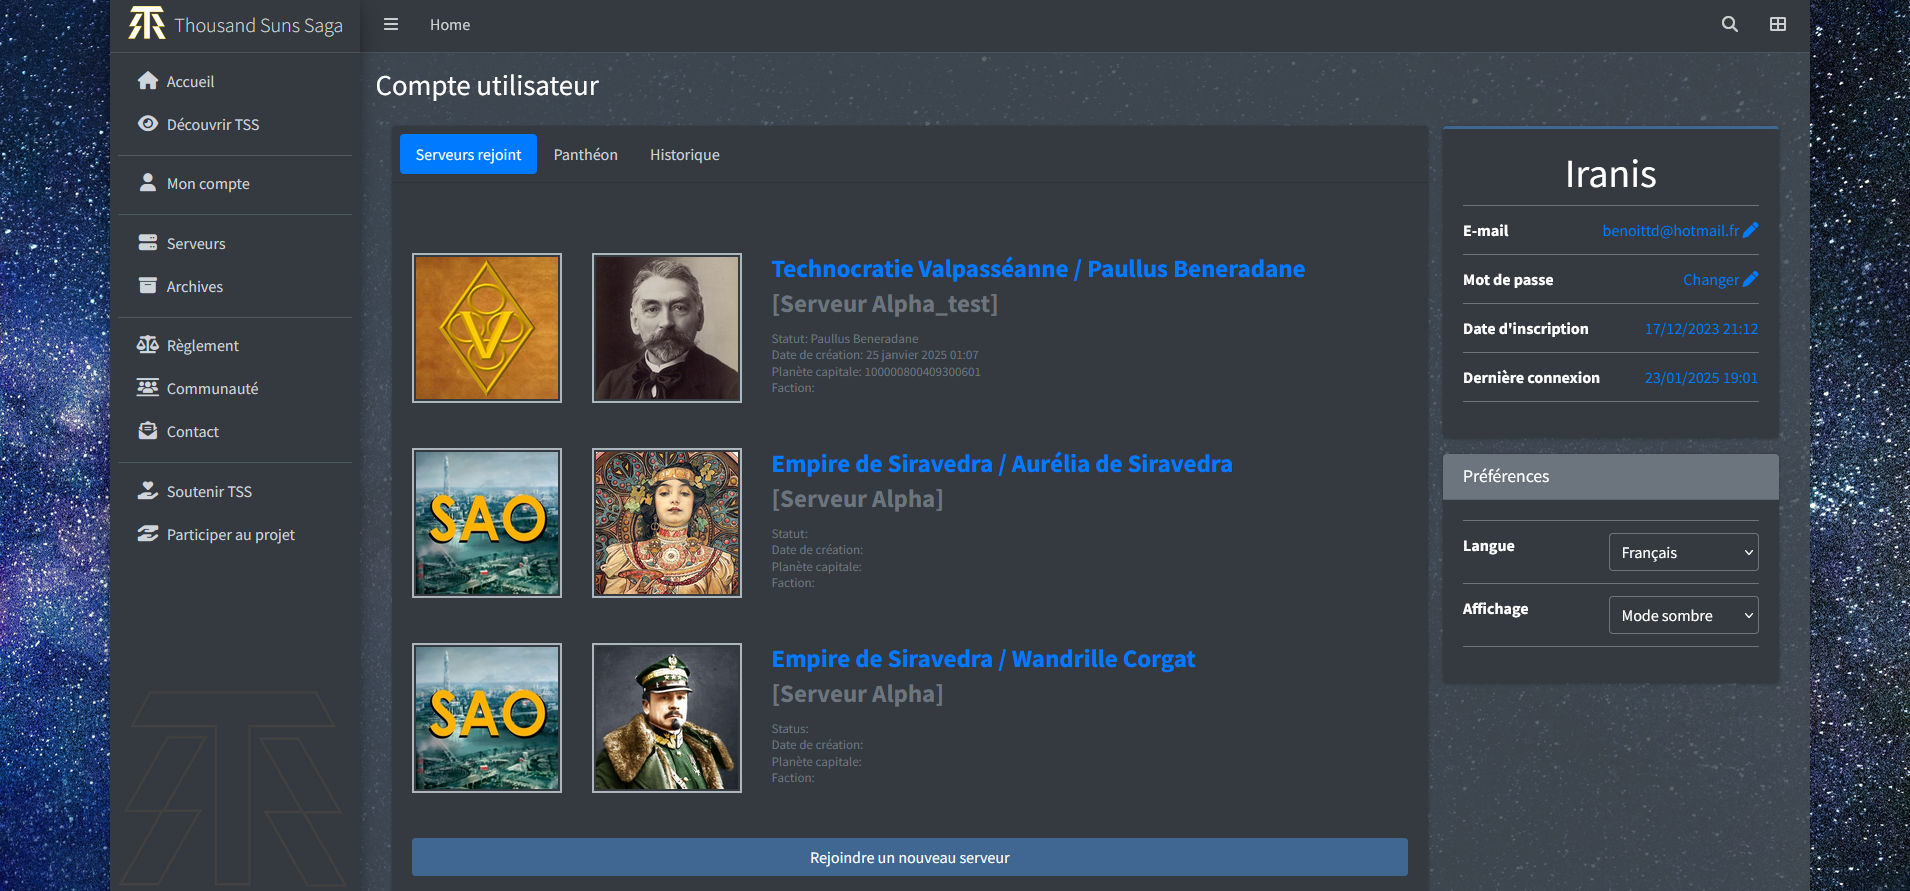 Thousand Suns Saga
Home
Accueil
Découvrir TSS
Mon compte
Serveurs
Archives
Règlement
Communauté
Contact
Soutenir TSS
Participer au projet
Compte utilisateur
Serveurs rejoint
Panthéon
Historique
V
Technocratie Valpasséanne / Paullus Beneradane
[Serveur Alpha_test]
Statut: Paullus Beneradane
Date de création: 25 janvier 2025 01:07
Planète capitale: 100000800409300601
Faction:
SAO
Empire de Siravedra / Aurélia de Siravedra
[Serveur Alpha]
Statut:
Date de création:
Planète capitale:
Faction:
SAO
Empire de Siravedra / Wandrille Corgat
[Serveur Alpha]
Status:
Date de création:
Planète capitale:
Faction:
Rejoindre un nouveau serveur
Iranis
E-mail benoittd@hotmail.fr
Mot de passe Changer
Date d'inscription 17/12/2023 21:12
Dernière connexion 23/01/2025 19:01
Préférences
Langue Français
Affichage Mode sombre